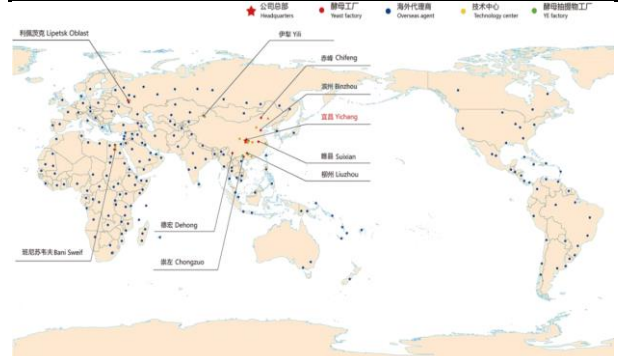 公司总部 酵母工厂 海外代理商 技术中心 酵母抽提物工厂
Headquarters Yeast factory Overseas agent Technology center YE factory
利佩茨克 Lipetsk Oblast
伊犁 Yili
赤峰 Chifeng
滨州 Binzhou
宜昌 Yichang
睢县 Suixian
柳州 Liuzhou
德宏 Dehong
班尼苏韦夫 Bani Sweif
崇左 Chongzuo